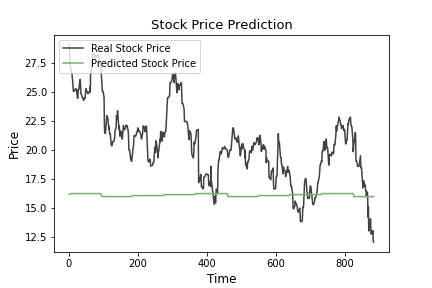 Stock Price Prediction
Real Stock Price
Predicted Stock Price
27.5
25.0
22.5
20.0
17.5
15.0
12.5
Price
0 200 400 600 800
Time